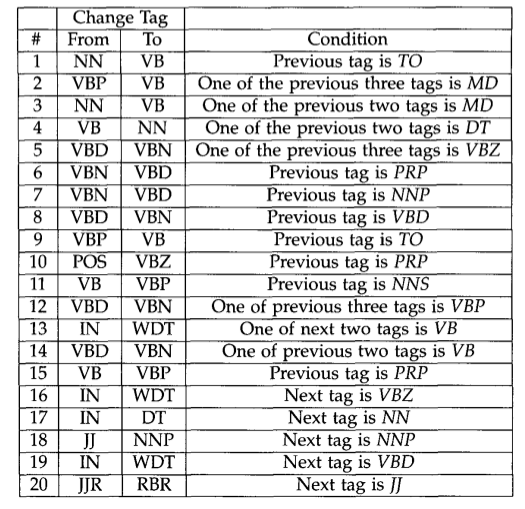 Change Tag
# From To Condition
1 NN VB Previous tag is TO
2 VBP VB One of the previous three tags is MD
3 NN VB One of the previous two tags is MD
4 VB NN One of the previous two tags is DT
5 VBD VBN One of the previous three tags is VBZ
6 VBN VBD Previous tag is PRP
7 VBN VBD Previous tag is NNP
8 VBD VBN Previous tag is VBD
9 VBP VB Previous tag is TO
10 POS VBZ Previous tag is PRP
11 VB VBP Previous tag is NNS
12 VBD VBN One of previous three tags is VBP
13 IN WDT One of next two tags is VB
14 VBD VBN One of previous two tags is VB
15 VB VBP Previous tag is PRP
16 IN WDT Next tag is VBZ
17 IN DT Next tag is NN
18 JJ NNP Next tag is NNP
19 IN WDT Next tag is VBD
20 JJR RBR Next tag is JJ